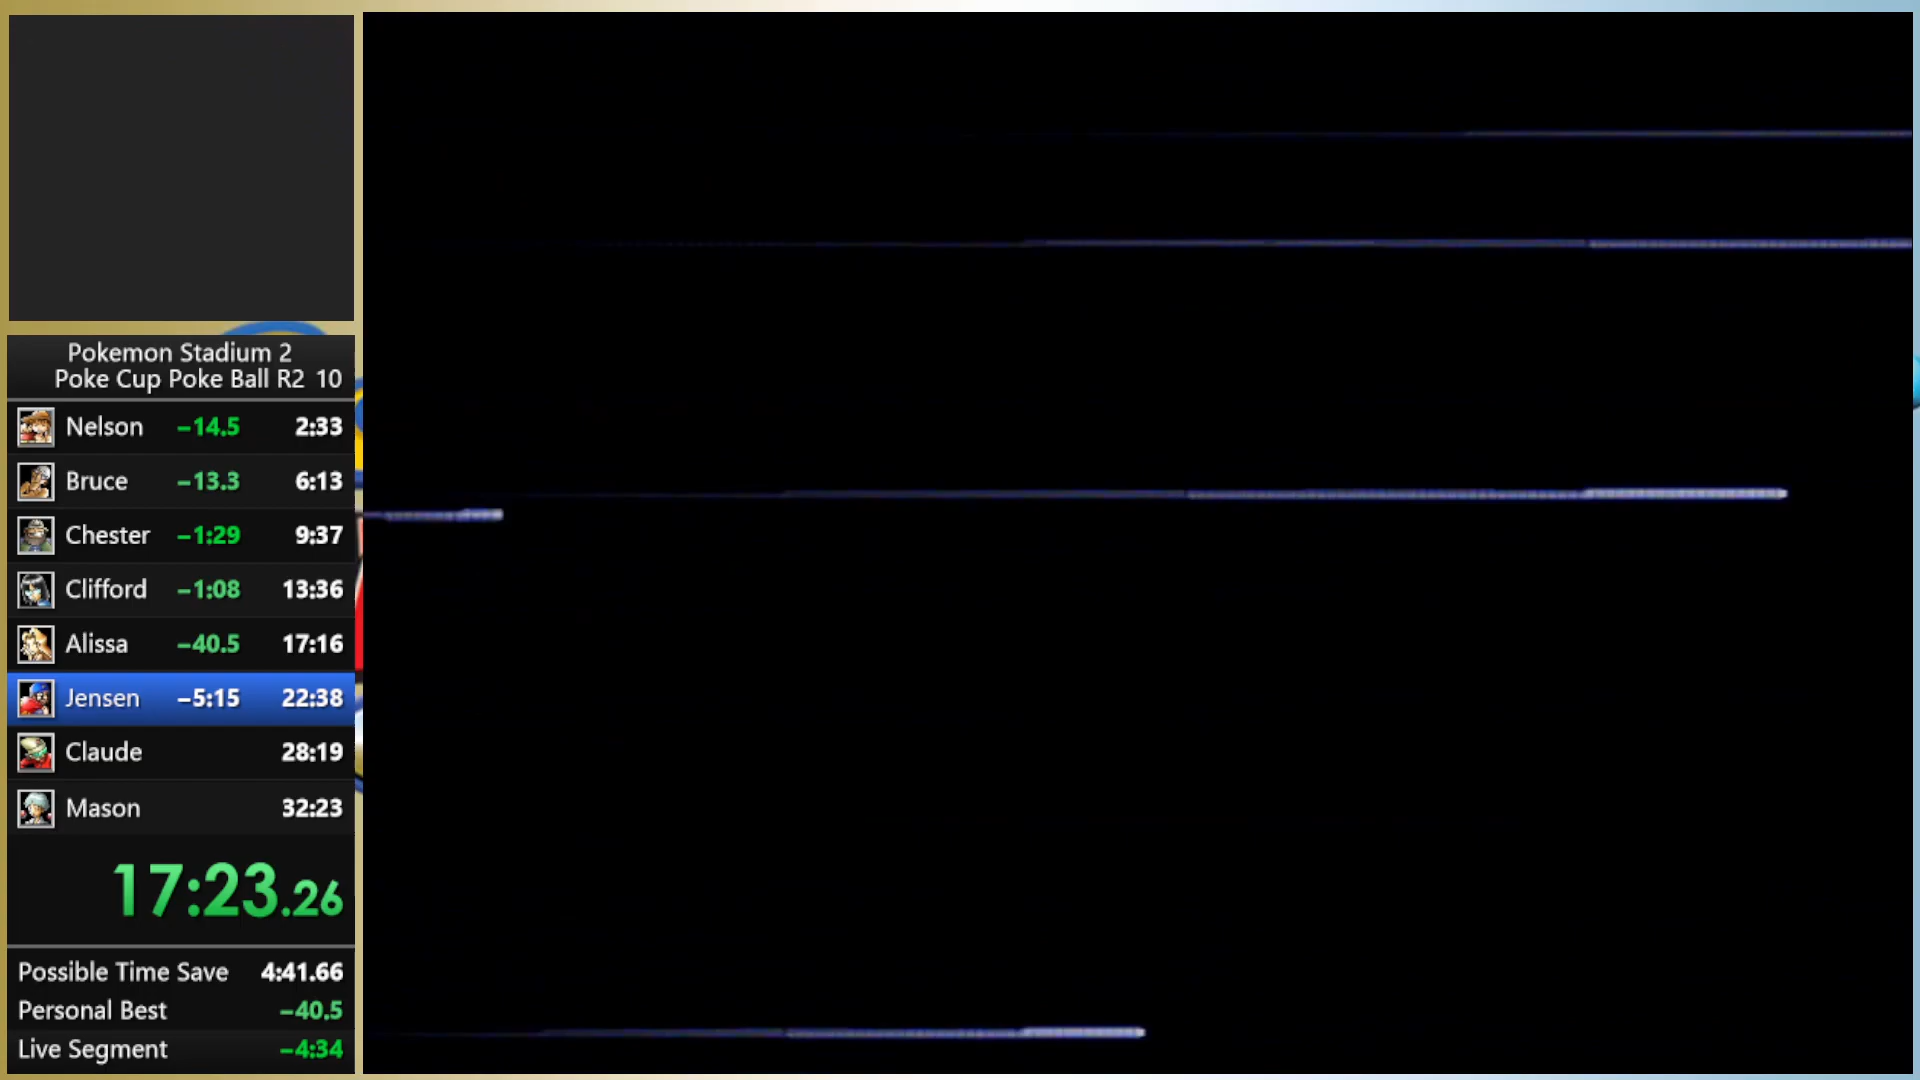 Pokemon Stadium 2
Poke Cup Poke Ball R2 10
Nelson −14.5 2:33
Bruce −13.3 6:13
Chester −1:29 9:37
Clifford −1:08 13:36
Alissa −40.5 17:16
Jensen −5:15 22:38
Claude 28:19
Mason 32:23
17:23.26
Possible Time Save 4:41.66
Personal Best −40.5
Live Segment −4:34